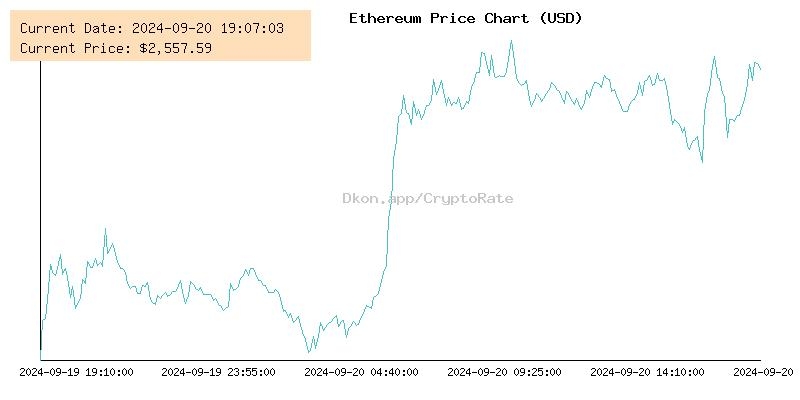 Ethereum Price Chart (USD)
Current Date: 2024-09-20 19:07:03
Current Price: $2,557.59
Dkon.app/CryptoRate
2024-09-19 19:10:00 2024-09-19 23:55:00 2024-09-20 04:40:00 2024-09-20 09:25:00 2024-09-20 14:10:00 2024-09-20